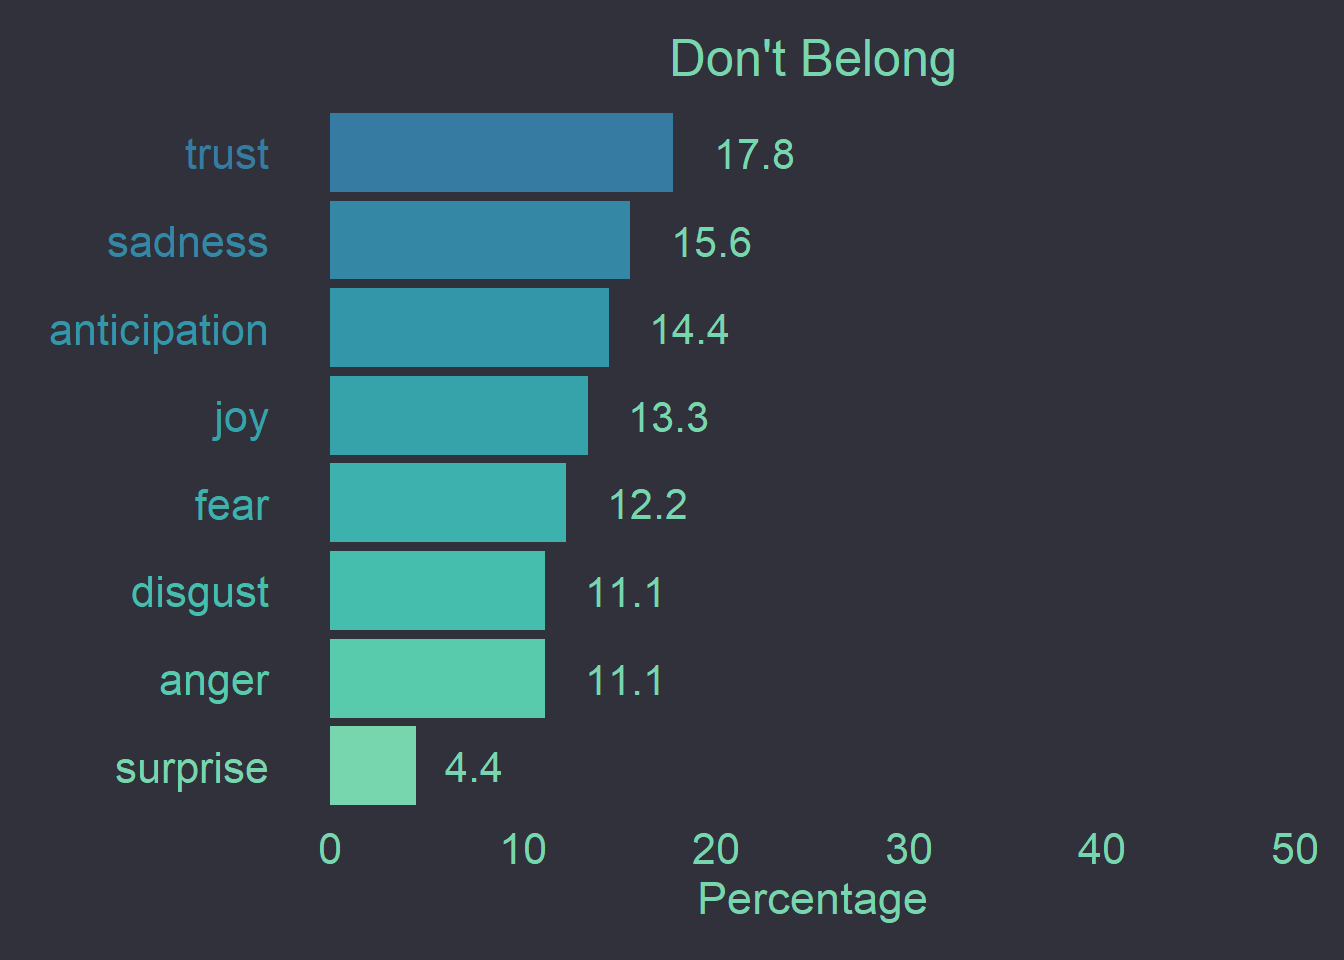 Don't Belong
trust 17.8
sadness 15.6
anticipation 14.4
joy 13.3
fear 12.2
disgust 11.1
anger 11.1
surprise 4.4
0 10 20 30 40 50
Percentage